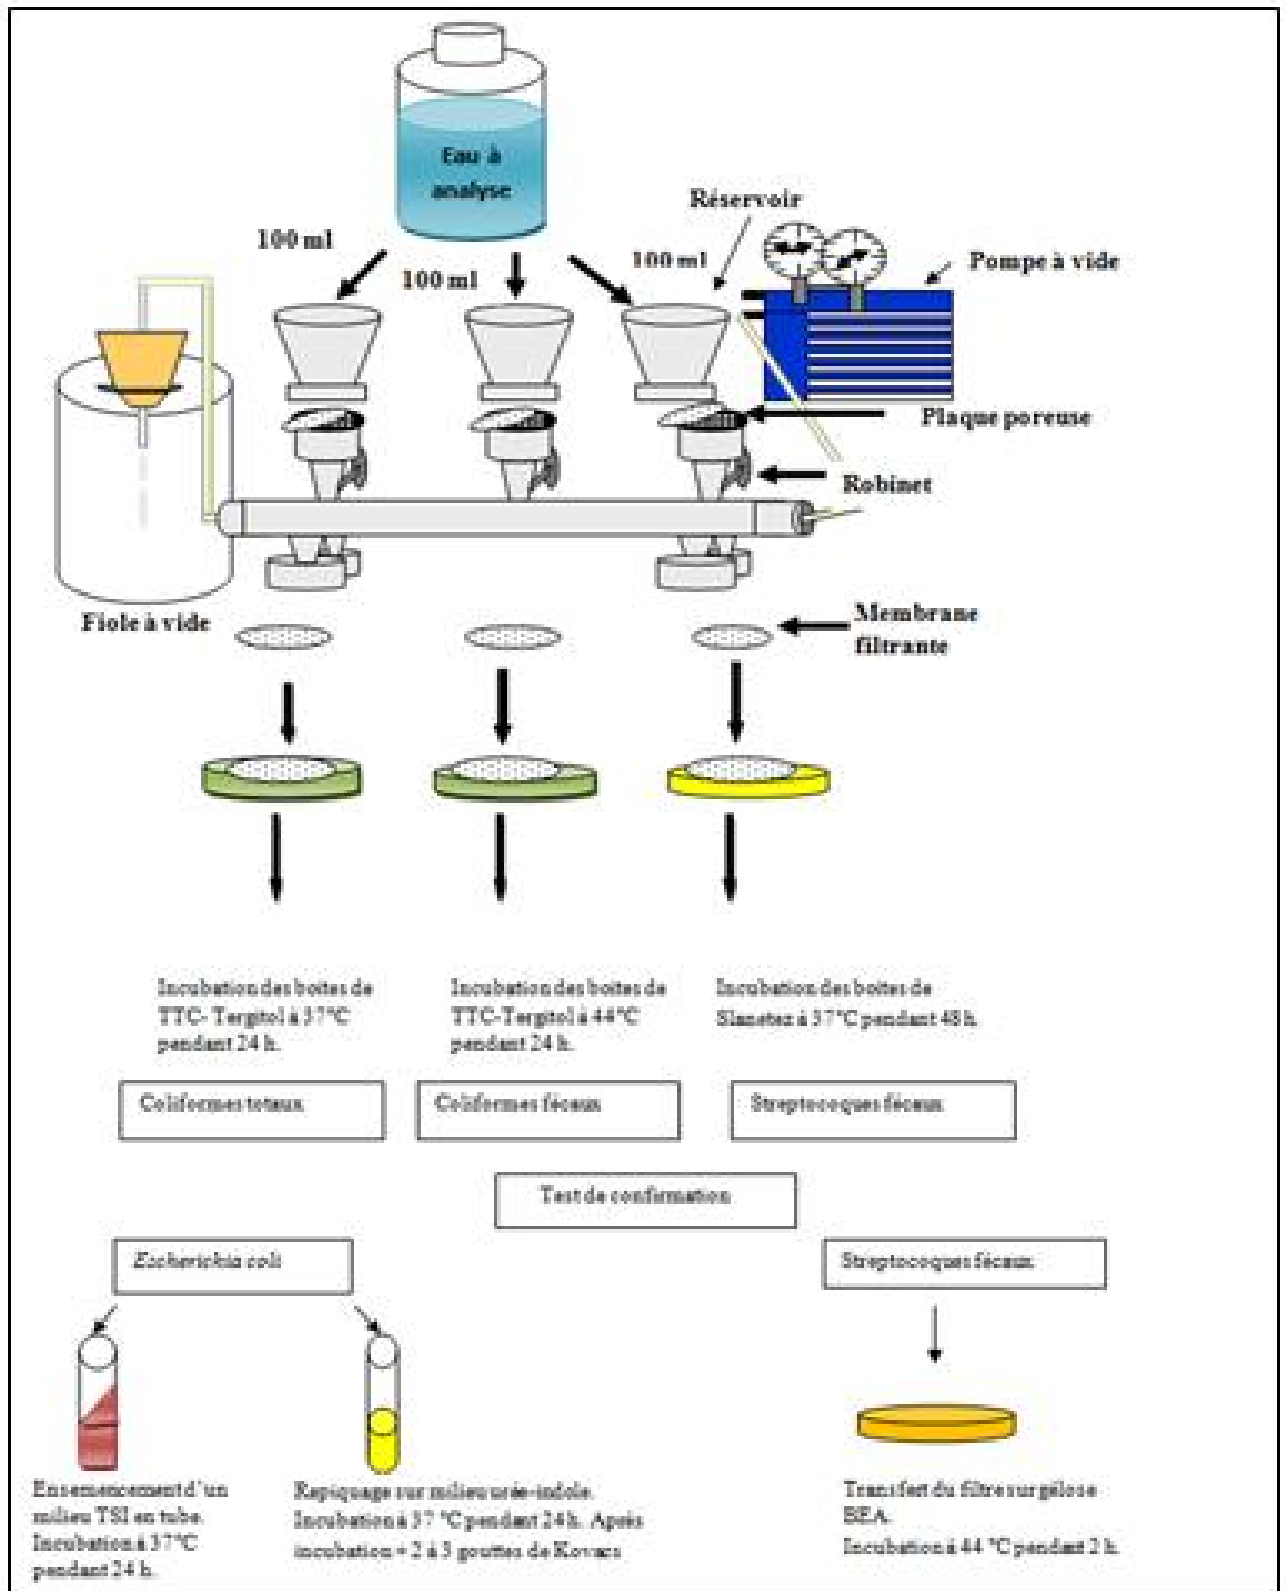 Eau à
analyse
Réservoir
100 ml
100 ml
100 ml
Pompe à vide
Plaque poreuse
Robinet
Fiole à vide
Membrane
filtrante
Incubation des boites de
TTC- Tergitol à 37°C
pendant 24 h.
Incubation des boites de
TTC-Tergitol à 44°C
pendant 24 h.
Incubation des boites de
Slanetez à 37°C pendant 48h
Coliformes totaux
Coliformes fécaux
Streptocoques fécaux
Test de confirmation
Escherichia coli
Streptocoques fécaux
Ensemencement d'un
milieu TSI en tube.
Incubation à 37°C
pendant 24 h.
Repiquage sur milieu urée-indole.
Incubation à 37 °C pendant 24h. Après
incubation + 2 à 3 gouttes de Kovacs
Transfert du filtre sur gélose
BEA.
Incubation à 44 °C pendant 2 h.